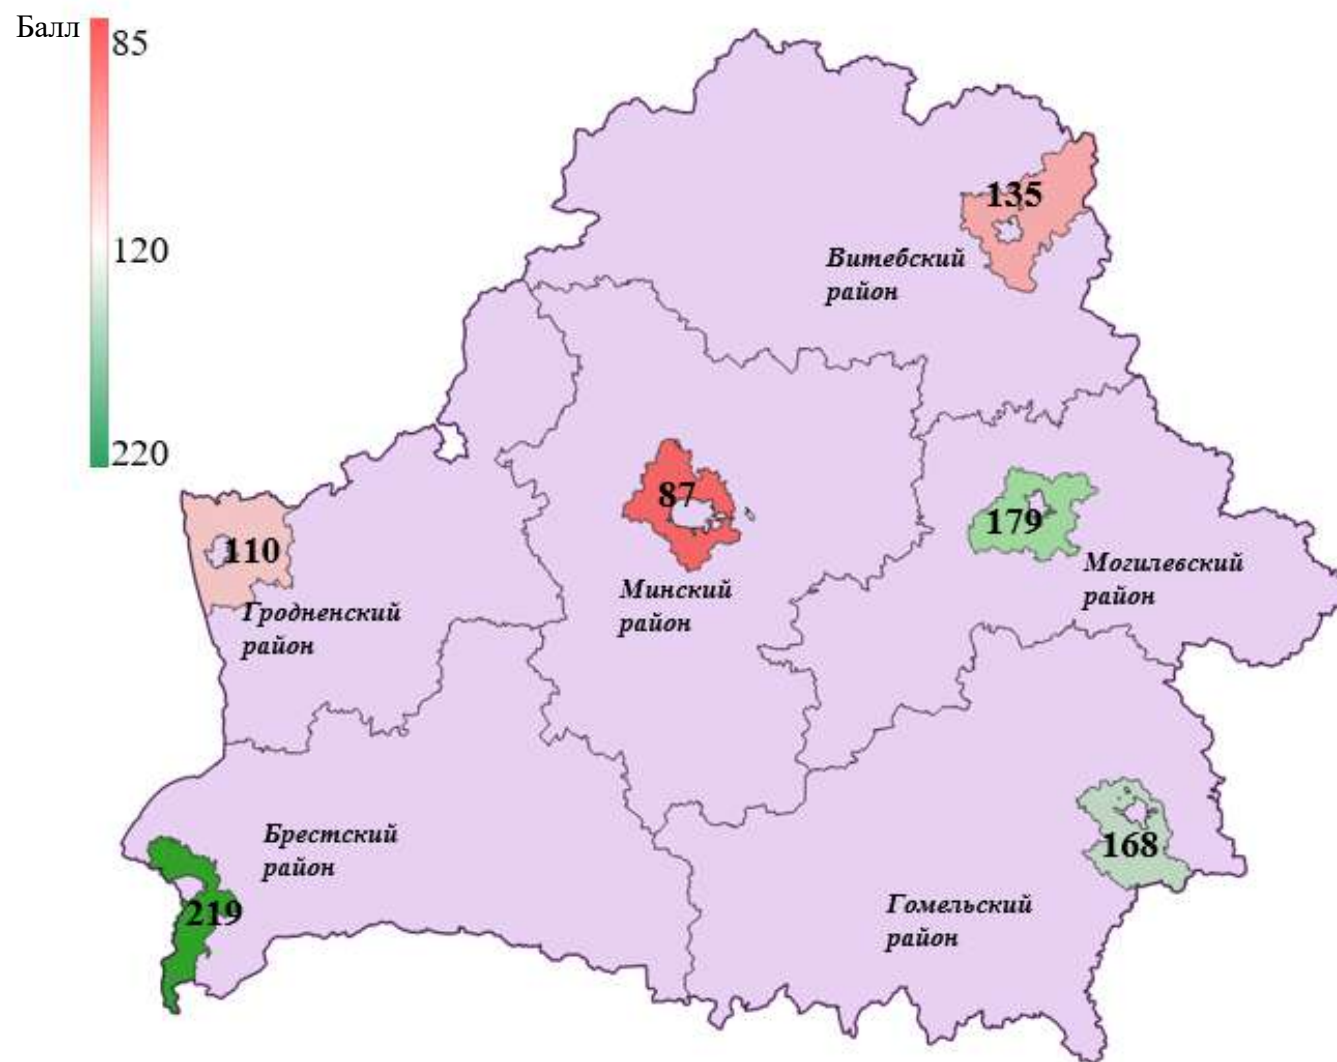 Балл
85
120
220
135
Витебский
район
87
Минский
район
179
Могилевский
район
110
Гродненский
район
Брестский
район
219
168
Гомельский
район